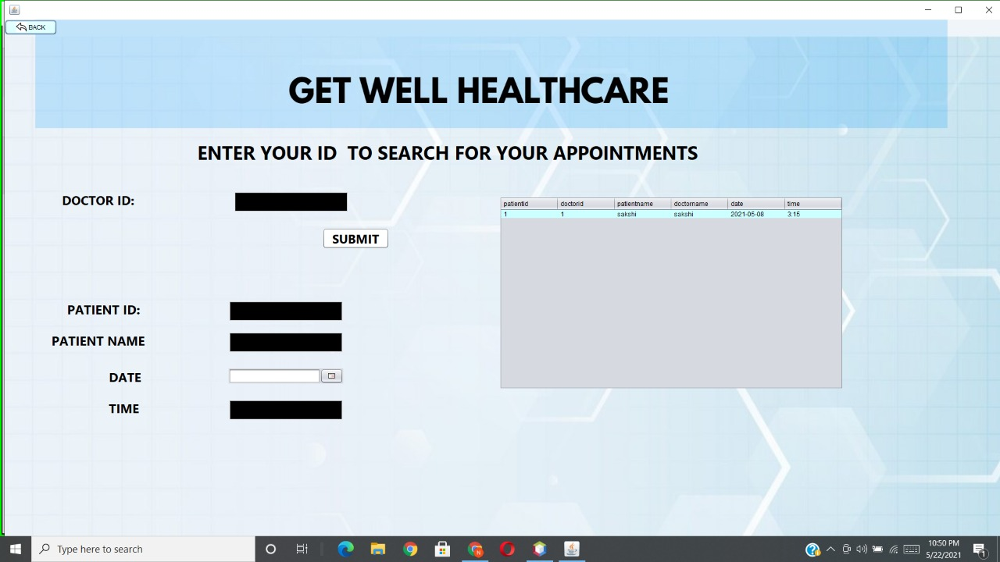 BACK
GET WELL HEALTHCARE
ENTER YOUR ID TO SEARCH FOR YOUR APPOINTMENTS
DOCTOR ID:
SUBMIT
patientid doctorid patientname doctorname date time
1 1 sakshi sakshi 2021-05-08 3:15
PATIENT ID:
PATIENT NAME
DATE
TIME
Type here to search
10:50 PM
5/22/2021
1